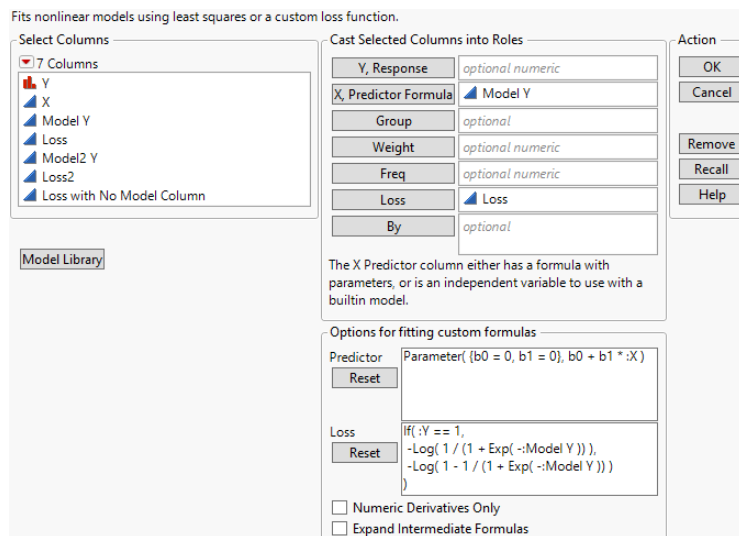 Fits nonlinear models using least squares or a custom loss function.
Select Columns
7 Columns
Y
X
Model Y
Loss
Model2 Y
Loss2
Loss with No Model Column
Model Library
Cast Selected Columns into Roles
Y, Response
optional numeric
X, Predictor Formula
Model Y
Group
optional
Weight
optional numeric
Freq
optional numeric
Loss
Loss
By
optional
The X Predictor column either has a formula with
parameters, or is an independent variable to use with a
builtin model.
Options for fitting custom formulas
Predictor
Reset
Parameter( {b0 = 0, b1 = 0}, b0 + b1 * :X )
Loss
Reset
If( :Y == 1,
-Log( 1 / (1 + Exp( -:Model Y )) ),
-Log( 1 - 1 / (1 + Exp( -:Model Y )) )
)
Numeric Derivatives Only
Expand Intermediate Formulas
Action
OK
Cancel
Remove
Recall
Help